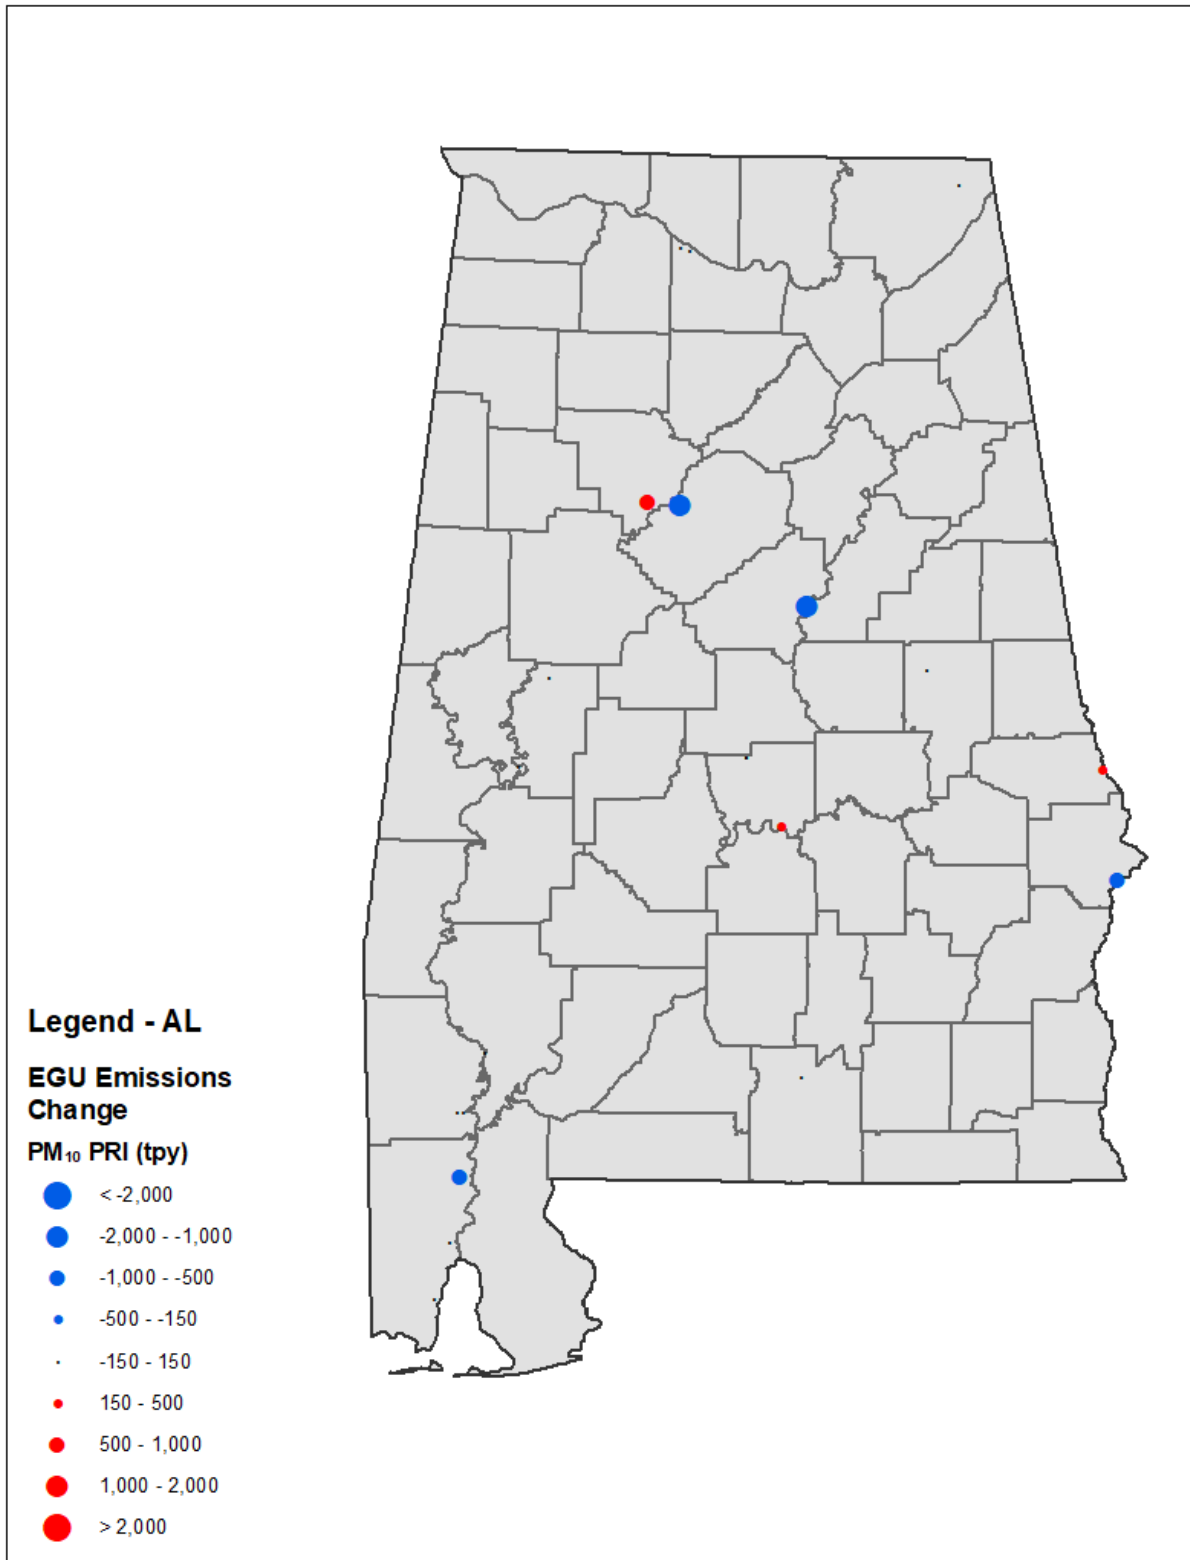 Legend - AL
EGU Emissions
Change
PM₁₀ PRI (tpy)
< -2,000
-2,000 - -1,000
-1,000 - -500
-500 - -150
-150 - 150
150 - 500
500 - 1,000
1,000 - 2,000
> 2,000